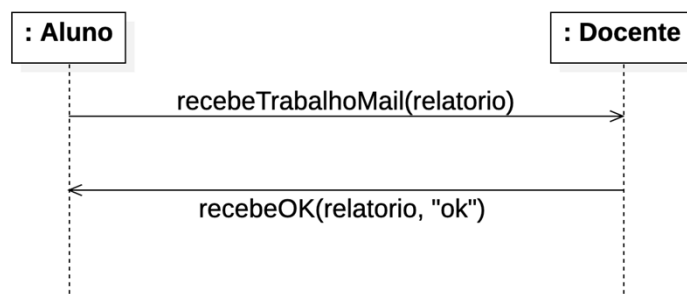 : Aluno
: Docente
recebeTrabalhoMail(relatorio)
recebeOK(relatorio, "ok")